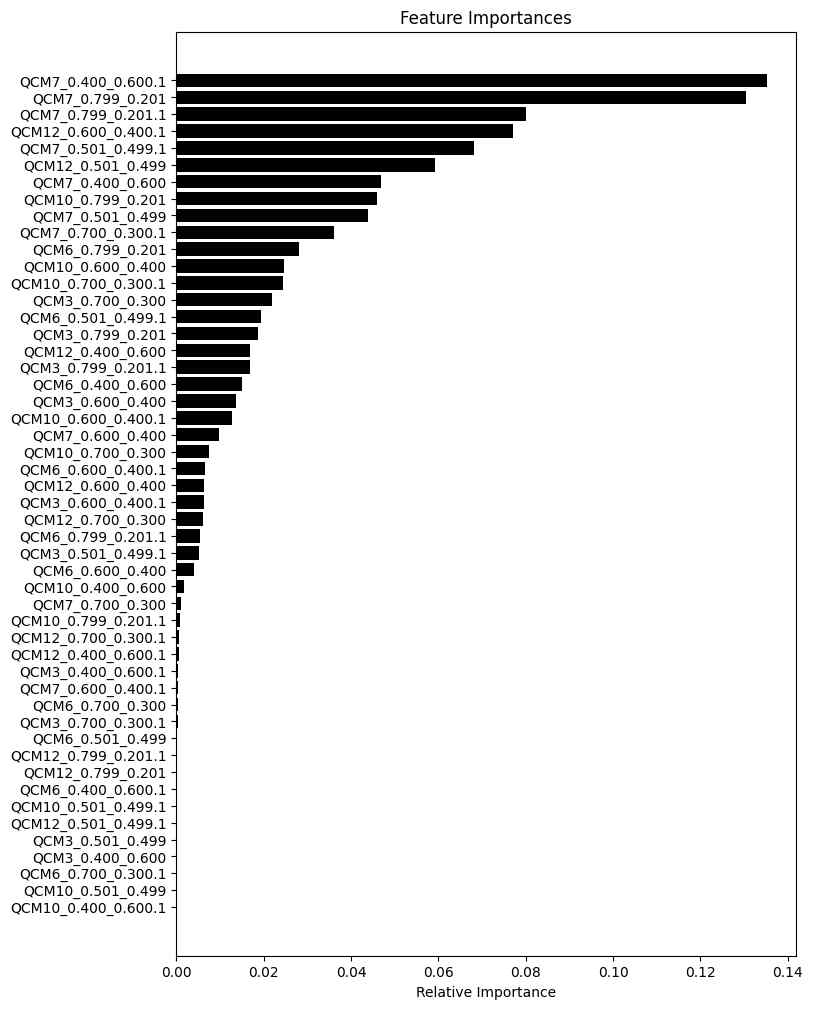 Feature Importances
QCM7_0.400_0.600.1
QCM7_0.799_0.201
QCM7_0.799_0.201.1
QCM12_0.600_0.400.1
QCM7_0.501_0.499.1
QCM12_0.501_0.499
QCM7_0.400_0.600
QCM10_0.799_0.201
QCM7_0.501_0.499
QCM7_0.700_0.300.1
QCM6_0.799_0.201
QCM10_0.600_0.400
QCM10_0.700_0.300.1
QCM3_0.700_0.300
QCM6_0.501_0.499.1
QCM3_0.799_0.201
QCM12_0.400_0.600
QCM3_0.799_0.201.1
QCM6_0.400_0.600
QCM3_0.600_0.400
QCM10_0.600_0.400.1
QCM7_0.600_0.400
QCM10_0.700_0.300
QCM6_0.600_0.400.1
QCM12_0.600_0.400
QCM3_0.600_0.400.1
QCM12_0.700_0.300
QCM6_0.799_0.201.1
QCM3_0.501_0.499.1
QCM6_0.600_0.400
QCM10_0.400_0.600
QCM7_0.700_0.300
QCM10_0.799_0.201.1
QCM12_0.700_0.300.1
QCM12_0.400_0.600.1
QCM3_0.400_0.600.1
QCM7_0.600_0.400.1
QCM6_0.700_0.300
QCM3_0.700_0.300.1
QCM6_0.501_0.499
QCM12_0.799_0.201.1
QCM12_0.799_0.201
QCM6_0.400_0.600.1
QCM10_0.501_0.499.1
QCM12_0.501_0.499.1
QCM3_0.501_0.499
QCM3_0.400_0.600
QCM6_0.700_0.300.1
QCM10_0.501_0.499
QCM10_0.400_0.600.1
0.00 0.02 0.04 0.06 0.08 0.10 0.12 0.14
Relative Importance